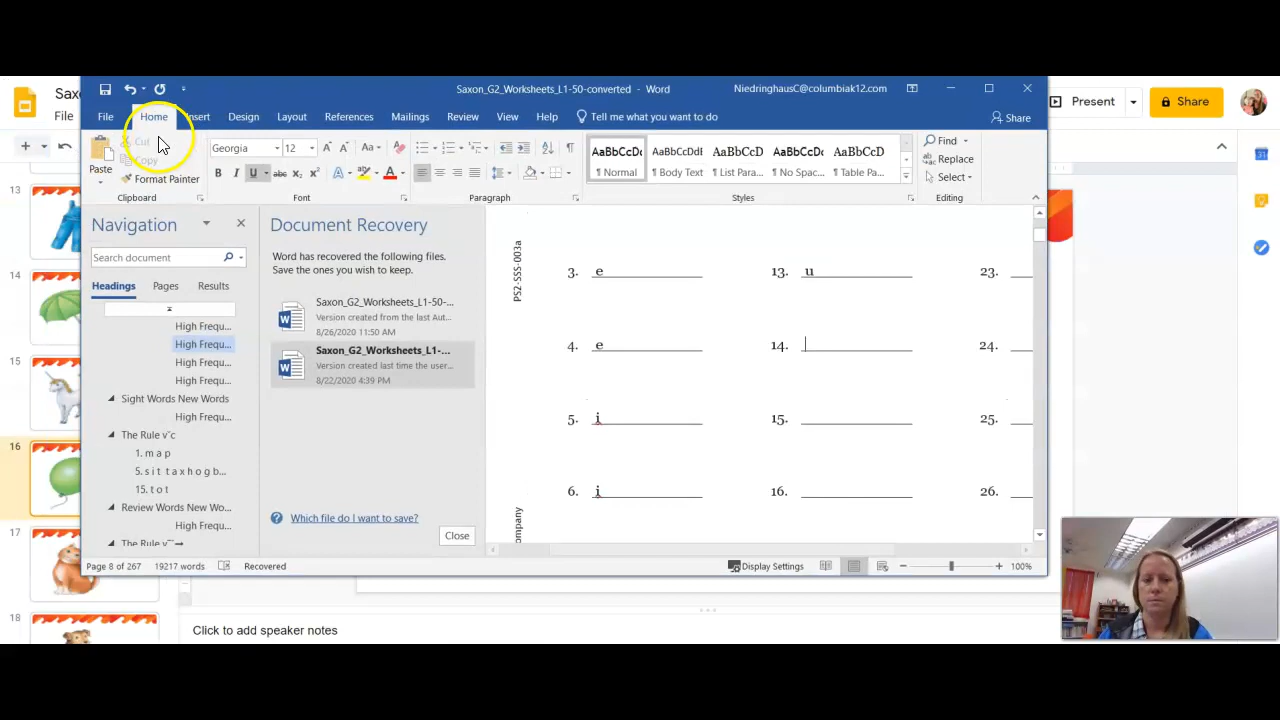 Saxon_G2_Worksheets_L1-50-converted - Word
NiedringhausC@columbiak12.com
File Home Insert Design Layout References Mailings Review View Help Tell me what you want to do
Share
Paste
Cut
Copy
Format Painter
Clipboard
Georgia 12
Font
Paragraph
AaBbCcDc AaBbCcDdE AaBbCcD AaBbCcDc AaBbCcD
¶ Normal ¶ Body Text ¶ List Para... ¶ No Spac... ¶ Table Pa...
Styles
Find
Replace
Select
Editing
File
Present
Share
Navigation
Search document
Headings Pages Results
High Frequ...
High Frequ...
High Frequ...
High Frequ...
Sight Words New Words
High Frequ...
The Rule v˘c
1. m a p
5. s i t t a x h o g b...
15. t o t
Review Words New Wo...
High Frequ...
Document Recovery
Word has recovered the following files.
Save the ones you wish to keep.
Saxon_G2_Worksheets_L1-50-...
Version created from the last Aut...
8/26/2020 11:50 AM
Saxon_G2_Worksheets_L1-...
Version created last time the user...
8/22/2020 4:39 PM
Which file do I want to save?
Close
PS2-SSS-003a
3. e 13. u 23.
4. e 14. 24.
5. i 15. 25.
6. i 16. 26.
ompany
Page 8 of 267 19217 words Recovered Display Settings 100%
13
14
15
16
17
18
Click to add speaker notes